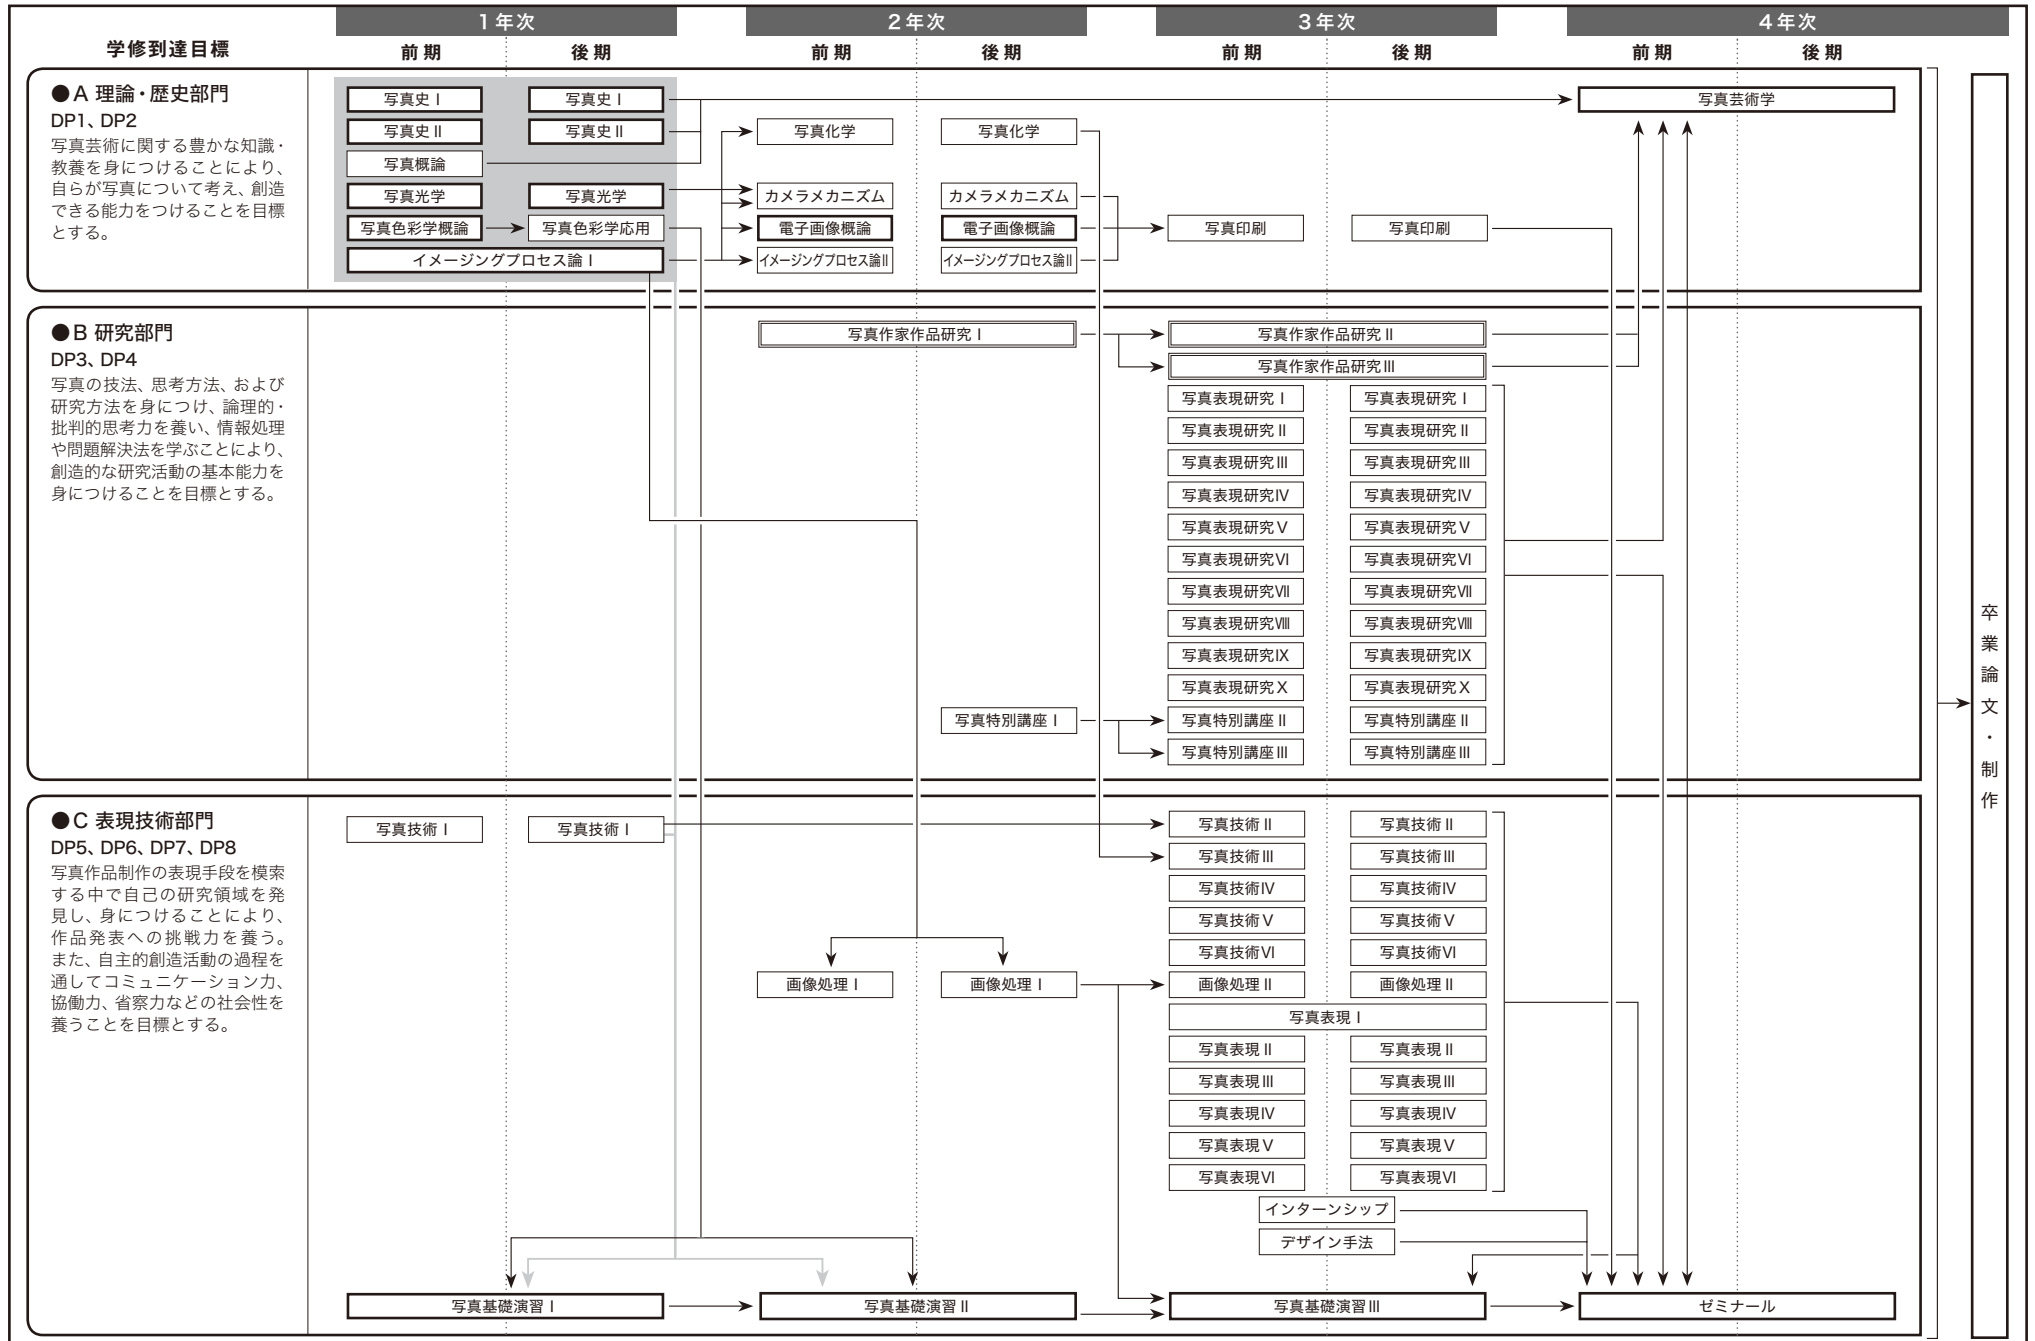 1年次 2年次 3年次 4年次
学修到達目標 前期 後期 前期 後期 前期 後期 前期 後期
●A 理論・歴史部門
DP1、DP2
写真芸術に関する豊かな知識・
教養を身につけることにより、
自らが写真について考え、創造
できる能力をつけることを目標
とする。
写真史Ⅰ 写真史Ⅰ 写真芸術学
写真史Ⅱ 写真史Ⅱ 写真化学 写真化学
写真概論
写真光学 写真光学 カメラメカニズム カメラメカニズム
写真色彩学概論 写真色彩学応用 電子画像概論 電子画像概論 写真印刷 写真印刷
イメージングプロセス論Ⅰ イメージングプロセス論Ⅱ イメージングプロセス論Ⅱ
●B 研究部門
DP3、DP4
写真の技法、思考方法、および
研究方法を身につけ、論理的・
批判的思考力を養い、情報処理
や問題解決法を学ぶことにより、
創造的な研究活動の基本能力を
身につけることを目標とする。
写真作家作品研究Ⅰ 写真作家作品研究Ⅱ
写真作家作品研究Ⅲ
写真表現研究Ⅰ 写真表現研究Ⅰ
写真表現研究Ⅱ 写真表現研究Ⅱ
写真表現研究Ⅲ 写真表現研究Ⅲ
写真表現研究Ⅳ 写真表現研究Ⅳ
写真表現研究Ⅴ 写真表現研究Ⅴ
写真表現研究Ⅵ 写真表現研究Ⅵ
写真表現研究Ⅶ 写真表現研究Ⅶ
写真表現研究Ⅷ 写真表現研究Ⅷ
写真表現研究Ⅸ 写真表現研究Ⅸ
写真表現研究Ⅹ 写真表現研究Ⅹ
写真特別講座Ⅰ 写真特別講座Ⅱ 写真特別講座Ⅱ
写真特別講座Ⅲ 写真特別講座Ⅲ
●C 表現技術部門
DP5、DP6、DP7、DP8
写真作品制作の表現手段を模索
する中で自己の研究領域を発
見し、身につけることにより、
作品発表への挑戦力を養う。
また、自主的創造活動の過程を
通してコミュニケーション力、
協働力、省察力などの社会性を
養うことを目標とする。
写真技術Ⅰ 写真技術Ⅰ 写真技術Ⅱ 写真技術Ⅱ
写真技術Ⅲ 写真技術Ⅲ
写真技術Ⅳ 写真技術Ⅳ
写真技術Ⅴ 写真技術Ⅴ
写真技術Ⅵ 写真技術Ⅵ
画像処理Ⅰ 画像処理Ⅰ 画像処理Ⅱ 画像処理Ⅱ
写真表現Ⅰ
写真表現Ⅱ 写真表現Ⅱ
写真表現Ⅲ 写真表現Ⅲ
写真表現Ⅳ 写真表現Ⅳ
写真表現Ⅴ 写真表現Ⅴ
写真表現Ⅵ 写真表現Ⅵ
インターンシップ
デザイン手法
写真基礎演習Ⅰ 写真基礎演習Ⅱ 写真基礎演習Ⅲ ゼミナール
卒業論文・制作